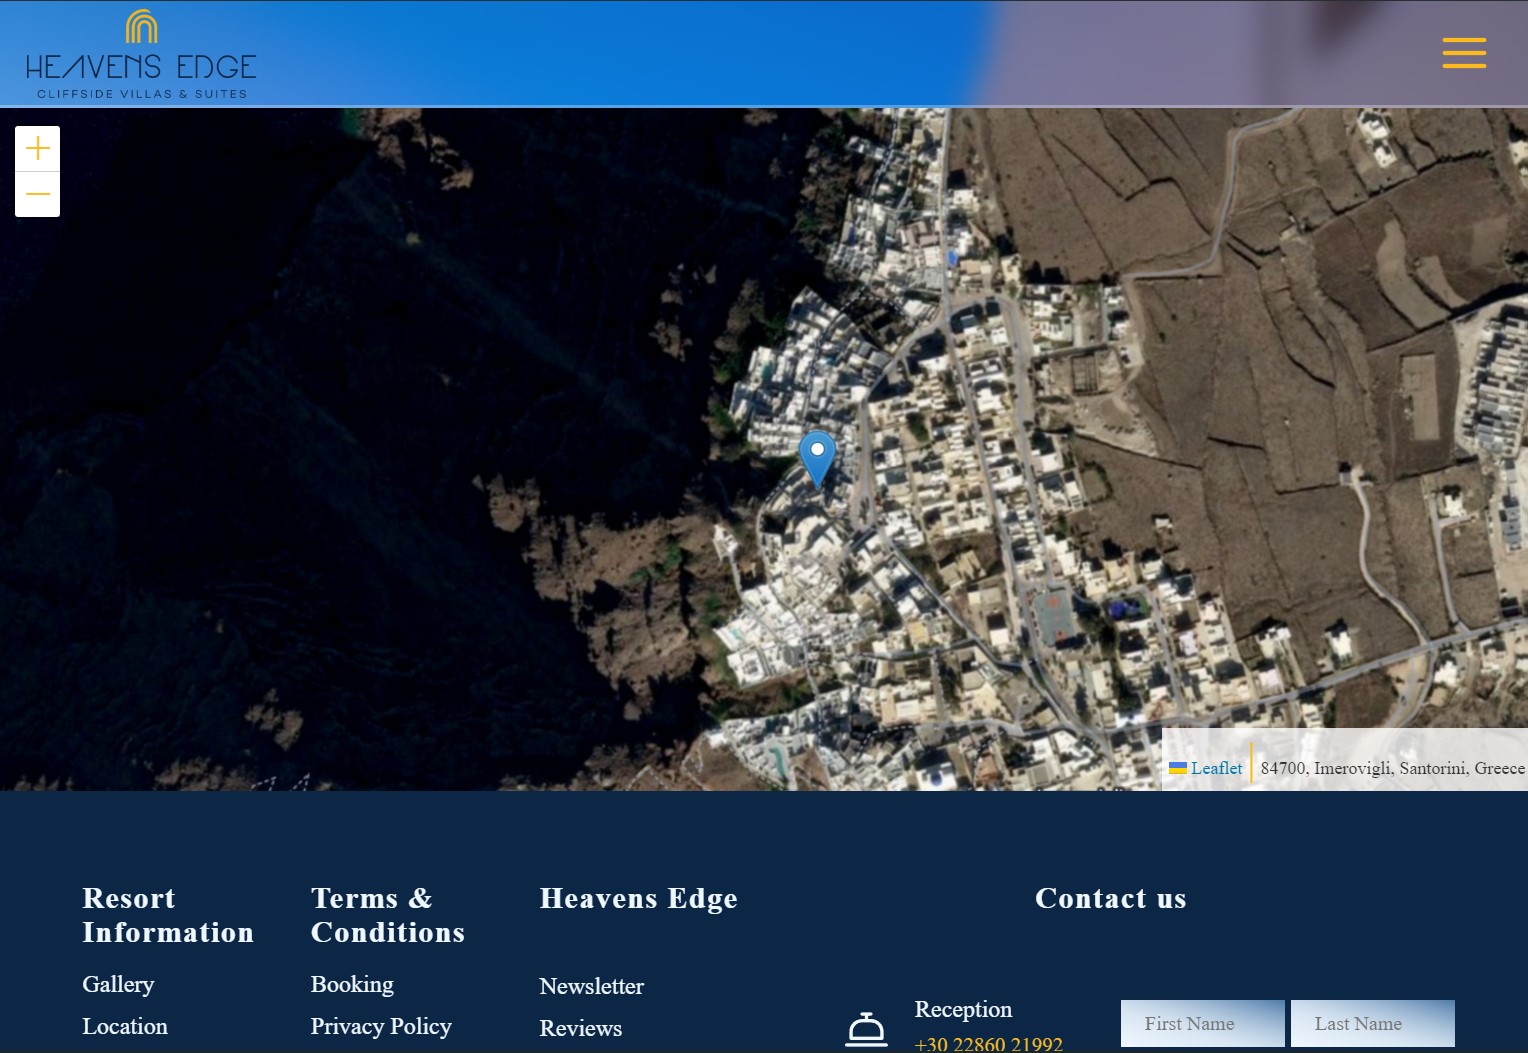 HEAVENS EDGE
CLIFFSIDE VILLAS & SUITES
Leaflet | 84700, Imerovigli, Santorini, Greece
Resort
Information
Gallery
Location
Terms &
Conditions
Booking
Privacy Policy
Heavens Edge
Newsletter
Reviews
Contact us
Reception
+30 22860 21992
First Name
Last Name